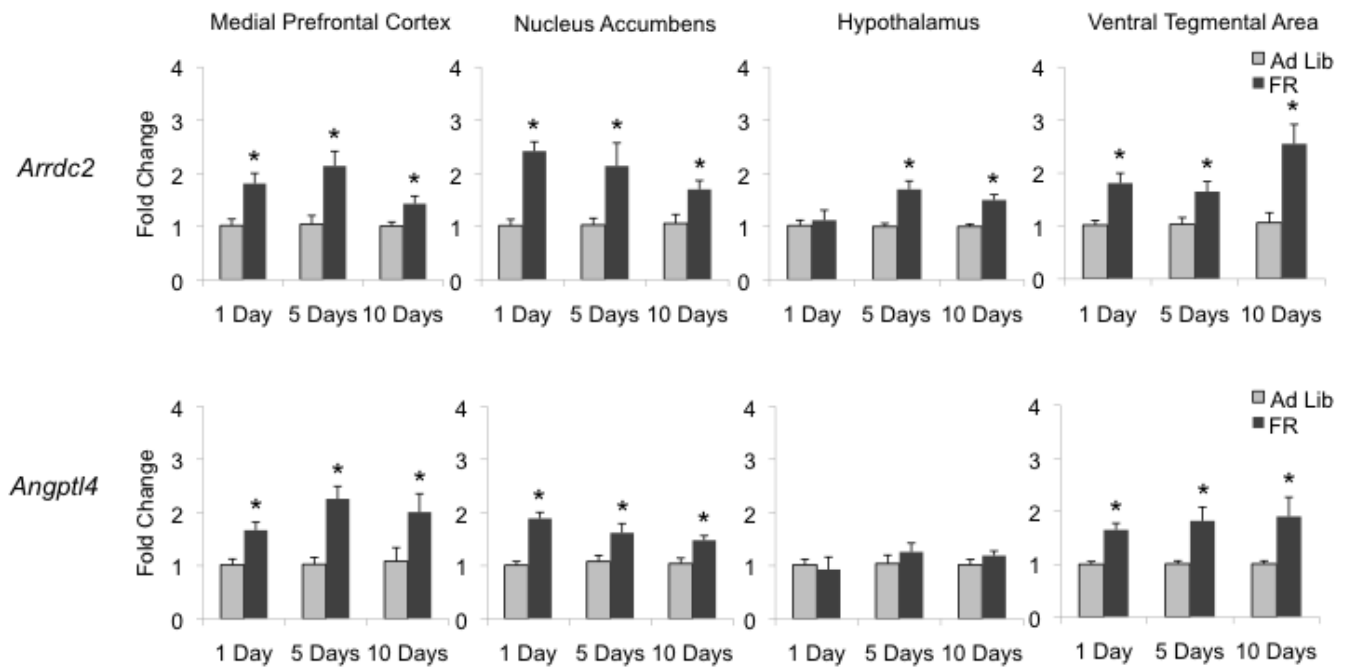 Medial Prefrontal Cortex Nucleus Accumbens Hypothalamus Ventral Tegmental Area
Arrdc2
Fold Change
4 3 2 1 0
* * *
1 Day 5 Days 10 Days
4 3 2 1 0
* * *
1 Day 5 Days 10 Days
4 3 2 1 0
* *
1 Day 5 Days 10 Days
4 3 2 1 0
Ad Lib
FR
* * *
1 Day 5 Days 10 Days
Angptl4
Fold Change
4 3 2 1 0
* * *
1 Day 5 Days 10 Days
4 3 2 1 0
* * *
1 Day 5 Days 10 Days
4 3 2 1 0
1 Day 5 Days 10 Days
4 3 2 1 0
Ad Lib
FR
* * *
1 Day 5 Days 10 Days